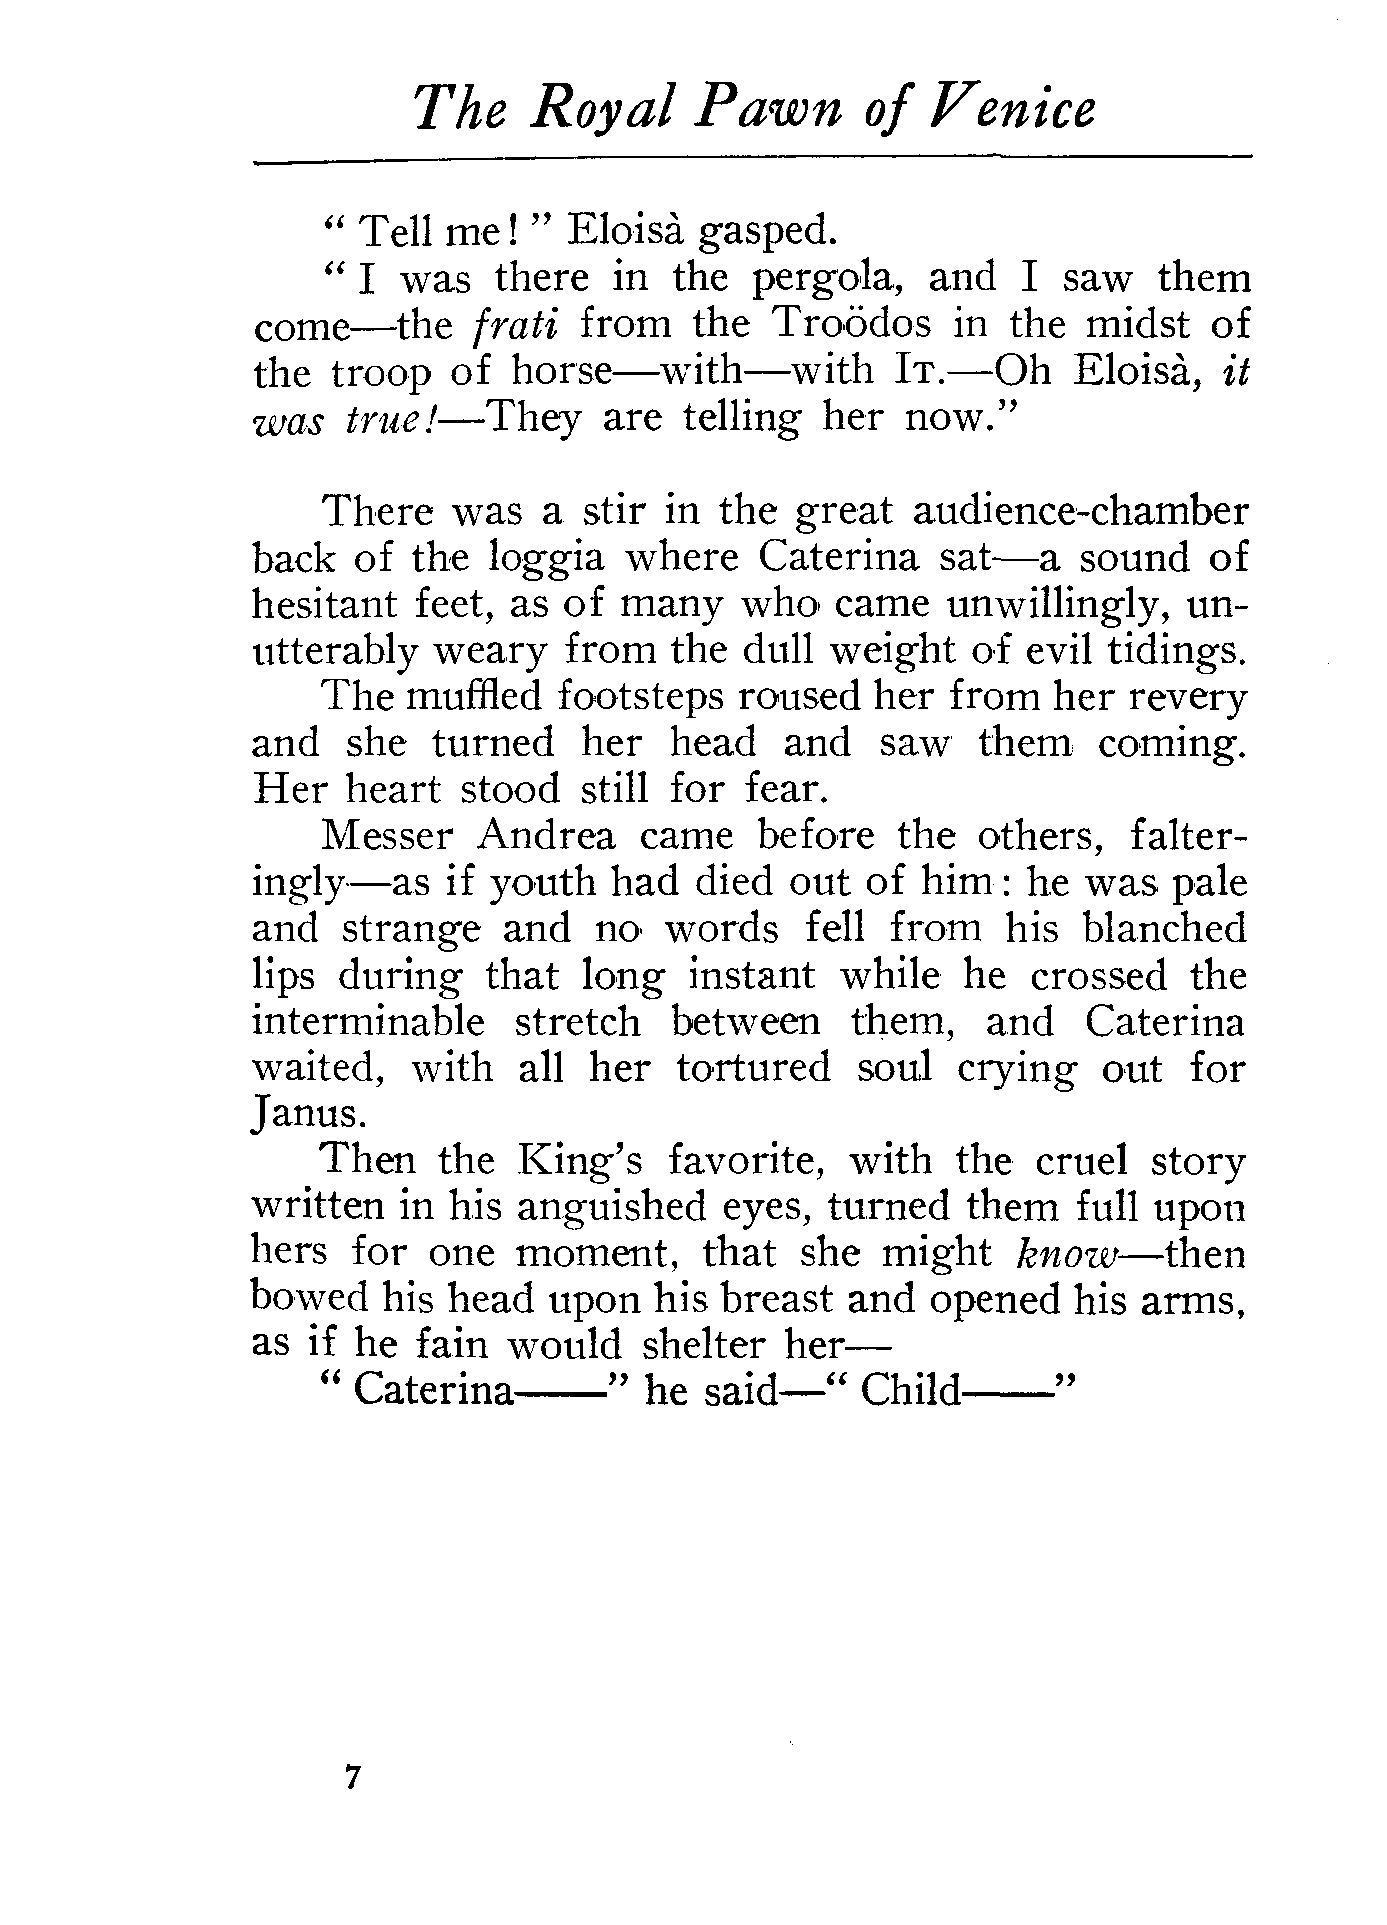 The Royal Pawn of Venice
“ Tell me! ” Eloisà gasped.
“ I was there in the pergola, and I saw them
come—the frati from the Troödos in the midst of
the troop of horse—with—with It.—Oh Eloisà, it
was true!—They are telling her now.”
There was a stir in the great audience-chamber
back of the loggia where Caterina sat—a sound of
hesitant feet, as of many who came unwillingly, un-
utterably weary from the dull weight of evil tidings.
The muffled footsteps roused her from her revery
and she turned her head and saw them coming.
Her heart stood still for fear.
Messer Andrea came before the others, falter-
ingly—as if youth had died out of him: he was pale
and strange and no words fell from his blanched
lips during that long instant while he crossed the
interminable stretch between them, and Caterina
waited, with all her tortured soul crying out for
Janus.
Then the King’s favorite, with the cruel story
written in his anguished eyes, turned them full upon
hers for one moment, that she might know—then
bowed his head upon his breast and opened his arms,
as if he fain would shelter her—
“ Caterina——” he said—“ Child——”
7